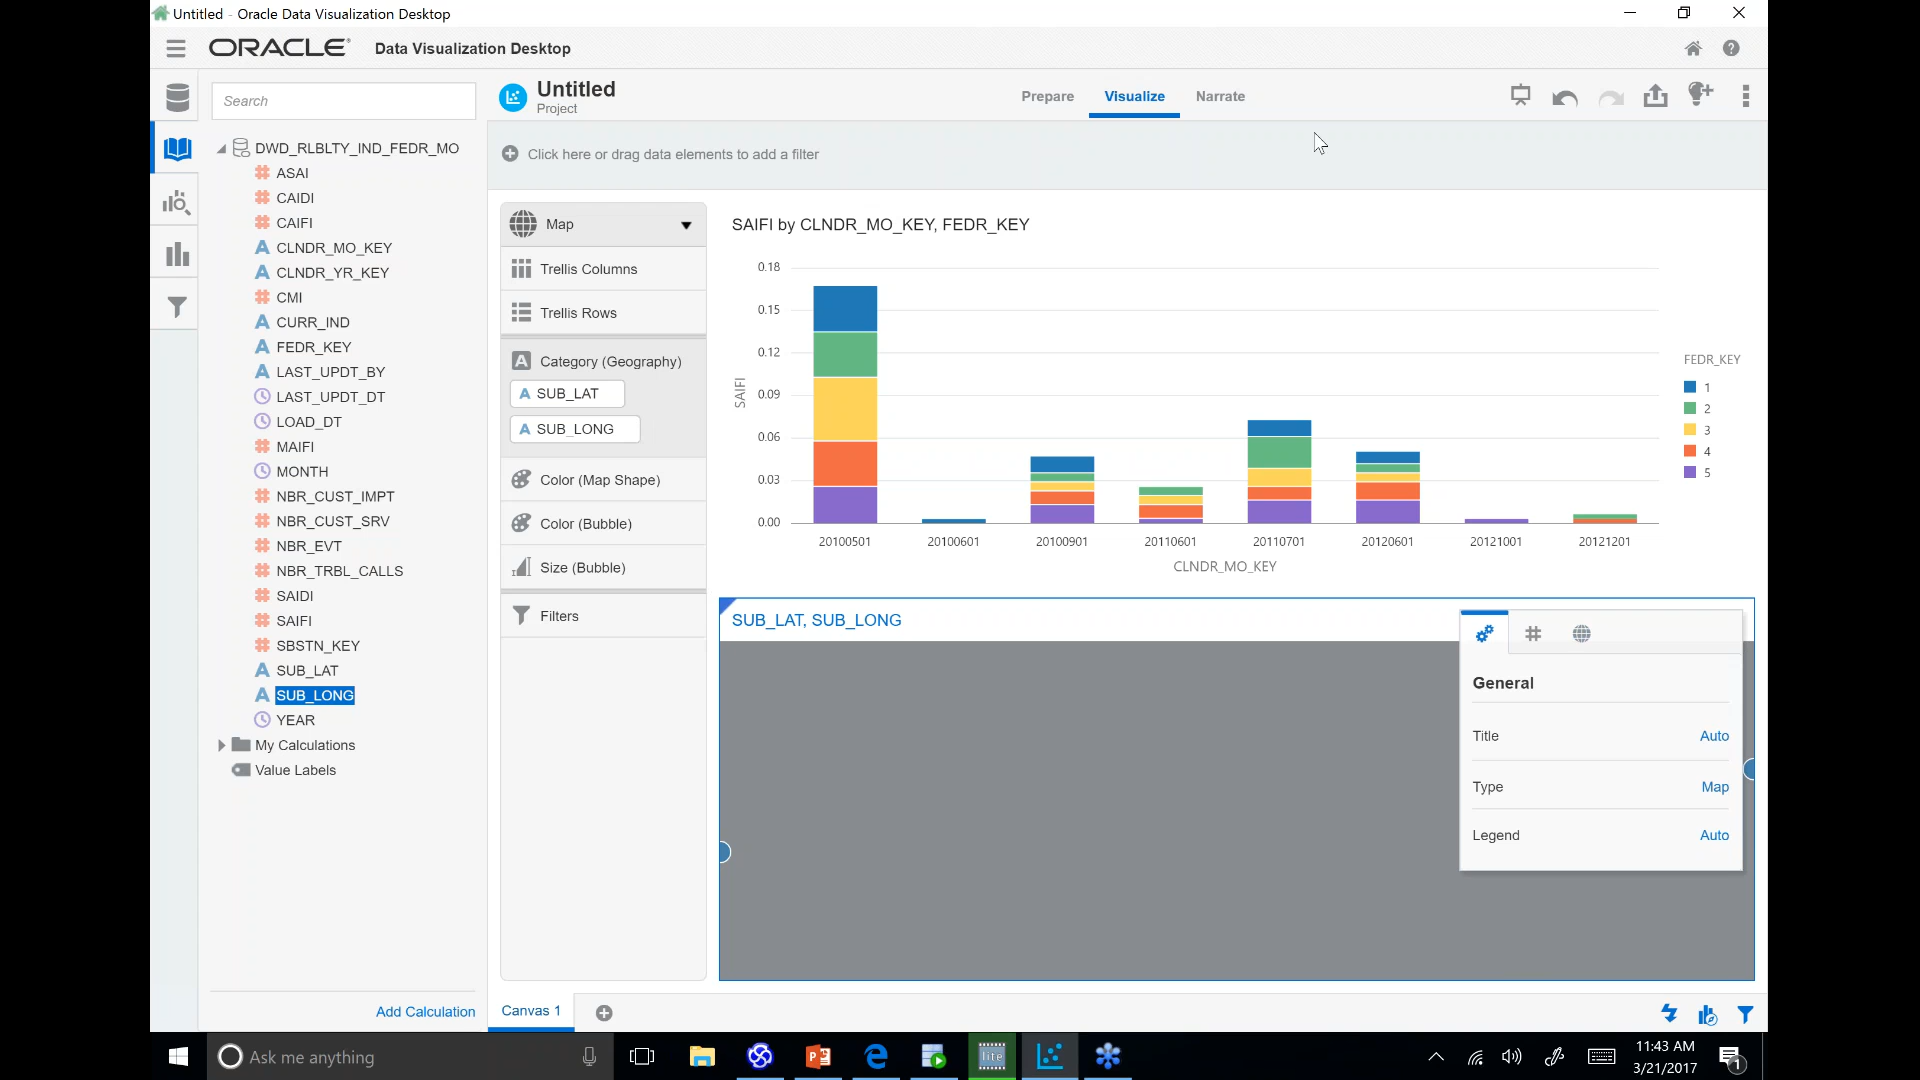 Untitled - Oracle Data Visualization Desktop
ORACLE Data Visualization Desktop
Search
Untitled
Project
Prepare
Visualize
Narrate
Click here or drag data elements to add a filter
DWD_RLBLTY_IND_FEDR_MO
ASAI
CAIDI
CAIFI
CLNDR_MO_KEY
CLNDR_YR_KEY
CMI
CURR_IND
FEDR_KEY
LAST_UPDT_BY
LAST_UPDT_DT
LOAD_DT
MAIFI
MONTH
NBR_CUST_IMPT
NBR_CUST_SRV
NBR_EVT
NBR_TRBL_CALLS
SAIDI
SAIFI
SBSTN_KEY
SUB_LAT
SUB_LONG
YEAR
My Calculations
Value Labels
Add Calculation
Map
Trellis Columns
Trellis Rows
Category (Geography)
SUB_LAT
SUB_LONG
Color (Map Shape)
Color (Bubble)
Size (Bubble)
Filters
SAIFI by CLNDR_MO_KEY, FEDR_KEY
0.18
0.15
0.12
0.09
0.06
0.03
0.00
SAIFI
20100501 20100601 20100901 20110601 20110701 20120601 20121001 20121201
CLNDR_MO_KEY
FEDR_KEY
1
2
3
4
5
SUB_LAT, SUB_LONG
General
Title Auto
Type Map
Legend Auto
Canvas 1
Ask me anything
lite
11:43 AM
3/21/2017
1